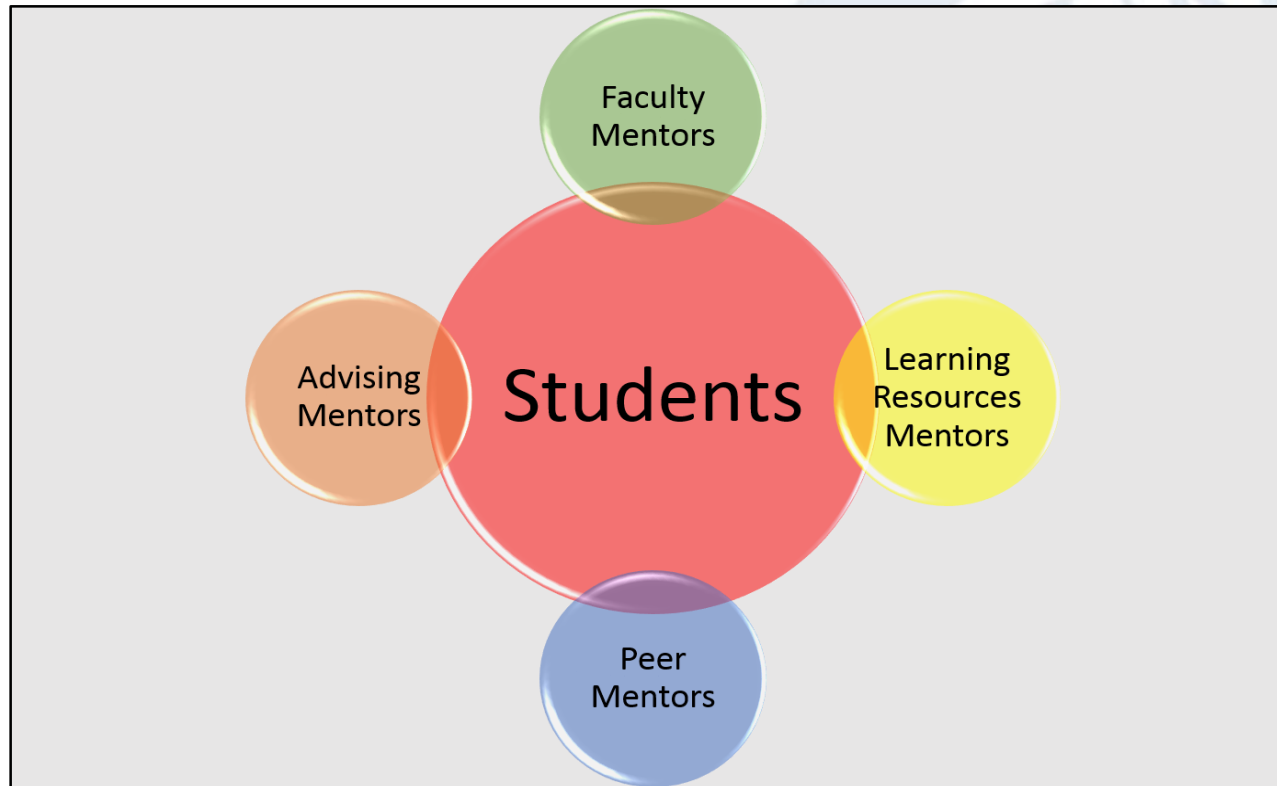 Faculty
Mentors
Advising
Mentors
Students
Learning
Resources
Mentors
Peer
Mentors